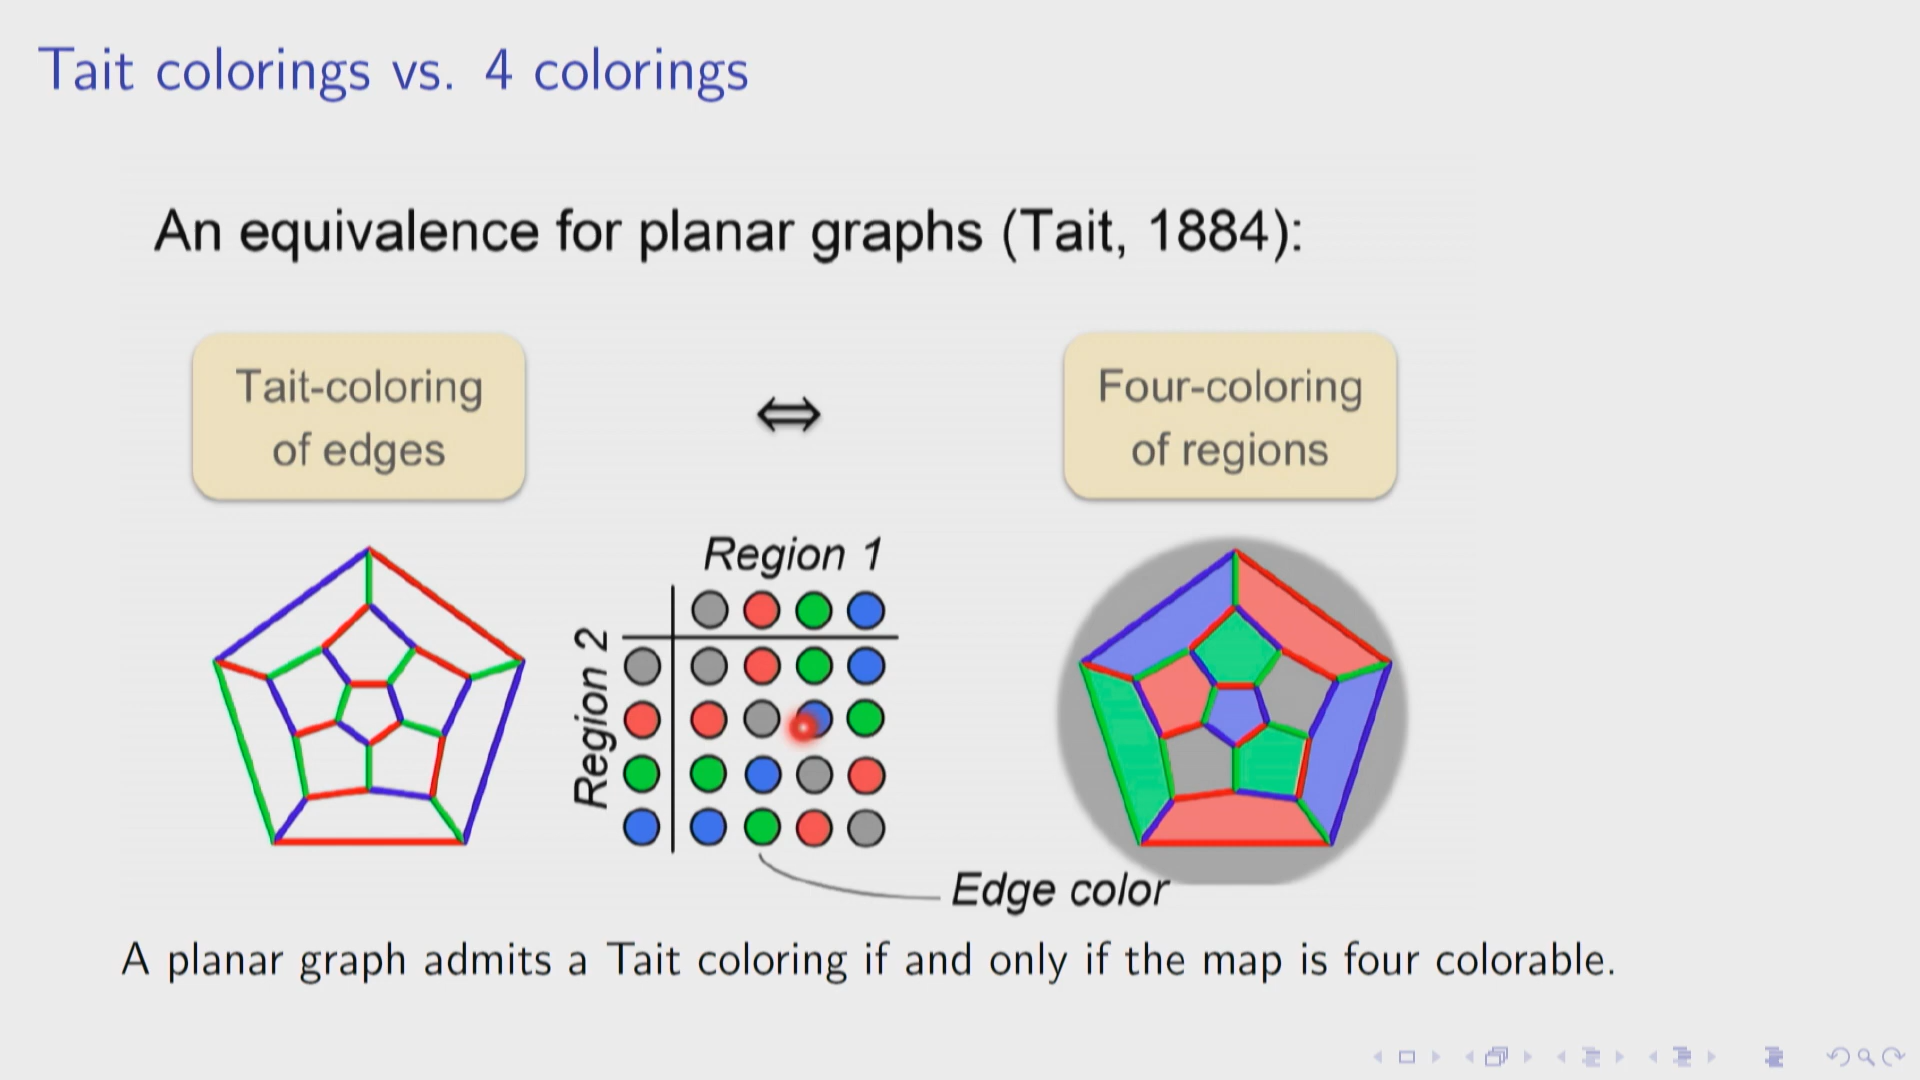 Tait colorings vs. 4 colorings
An equivalence for planar graphs (Tait, 1884):
Tait-coloring
of edges
⇔
Four-coloring
of regions
Region 1
Region 2
Edge color
A planar graph admits a Tait coloring if and only if the map is four colorable.